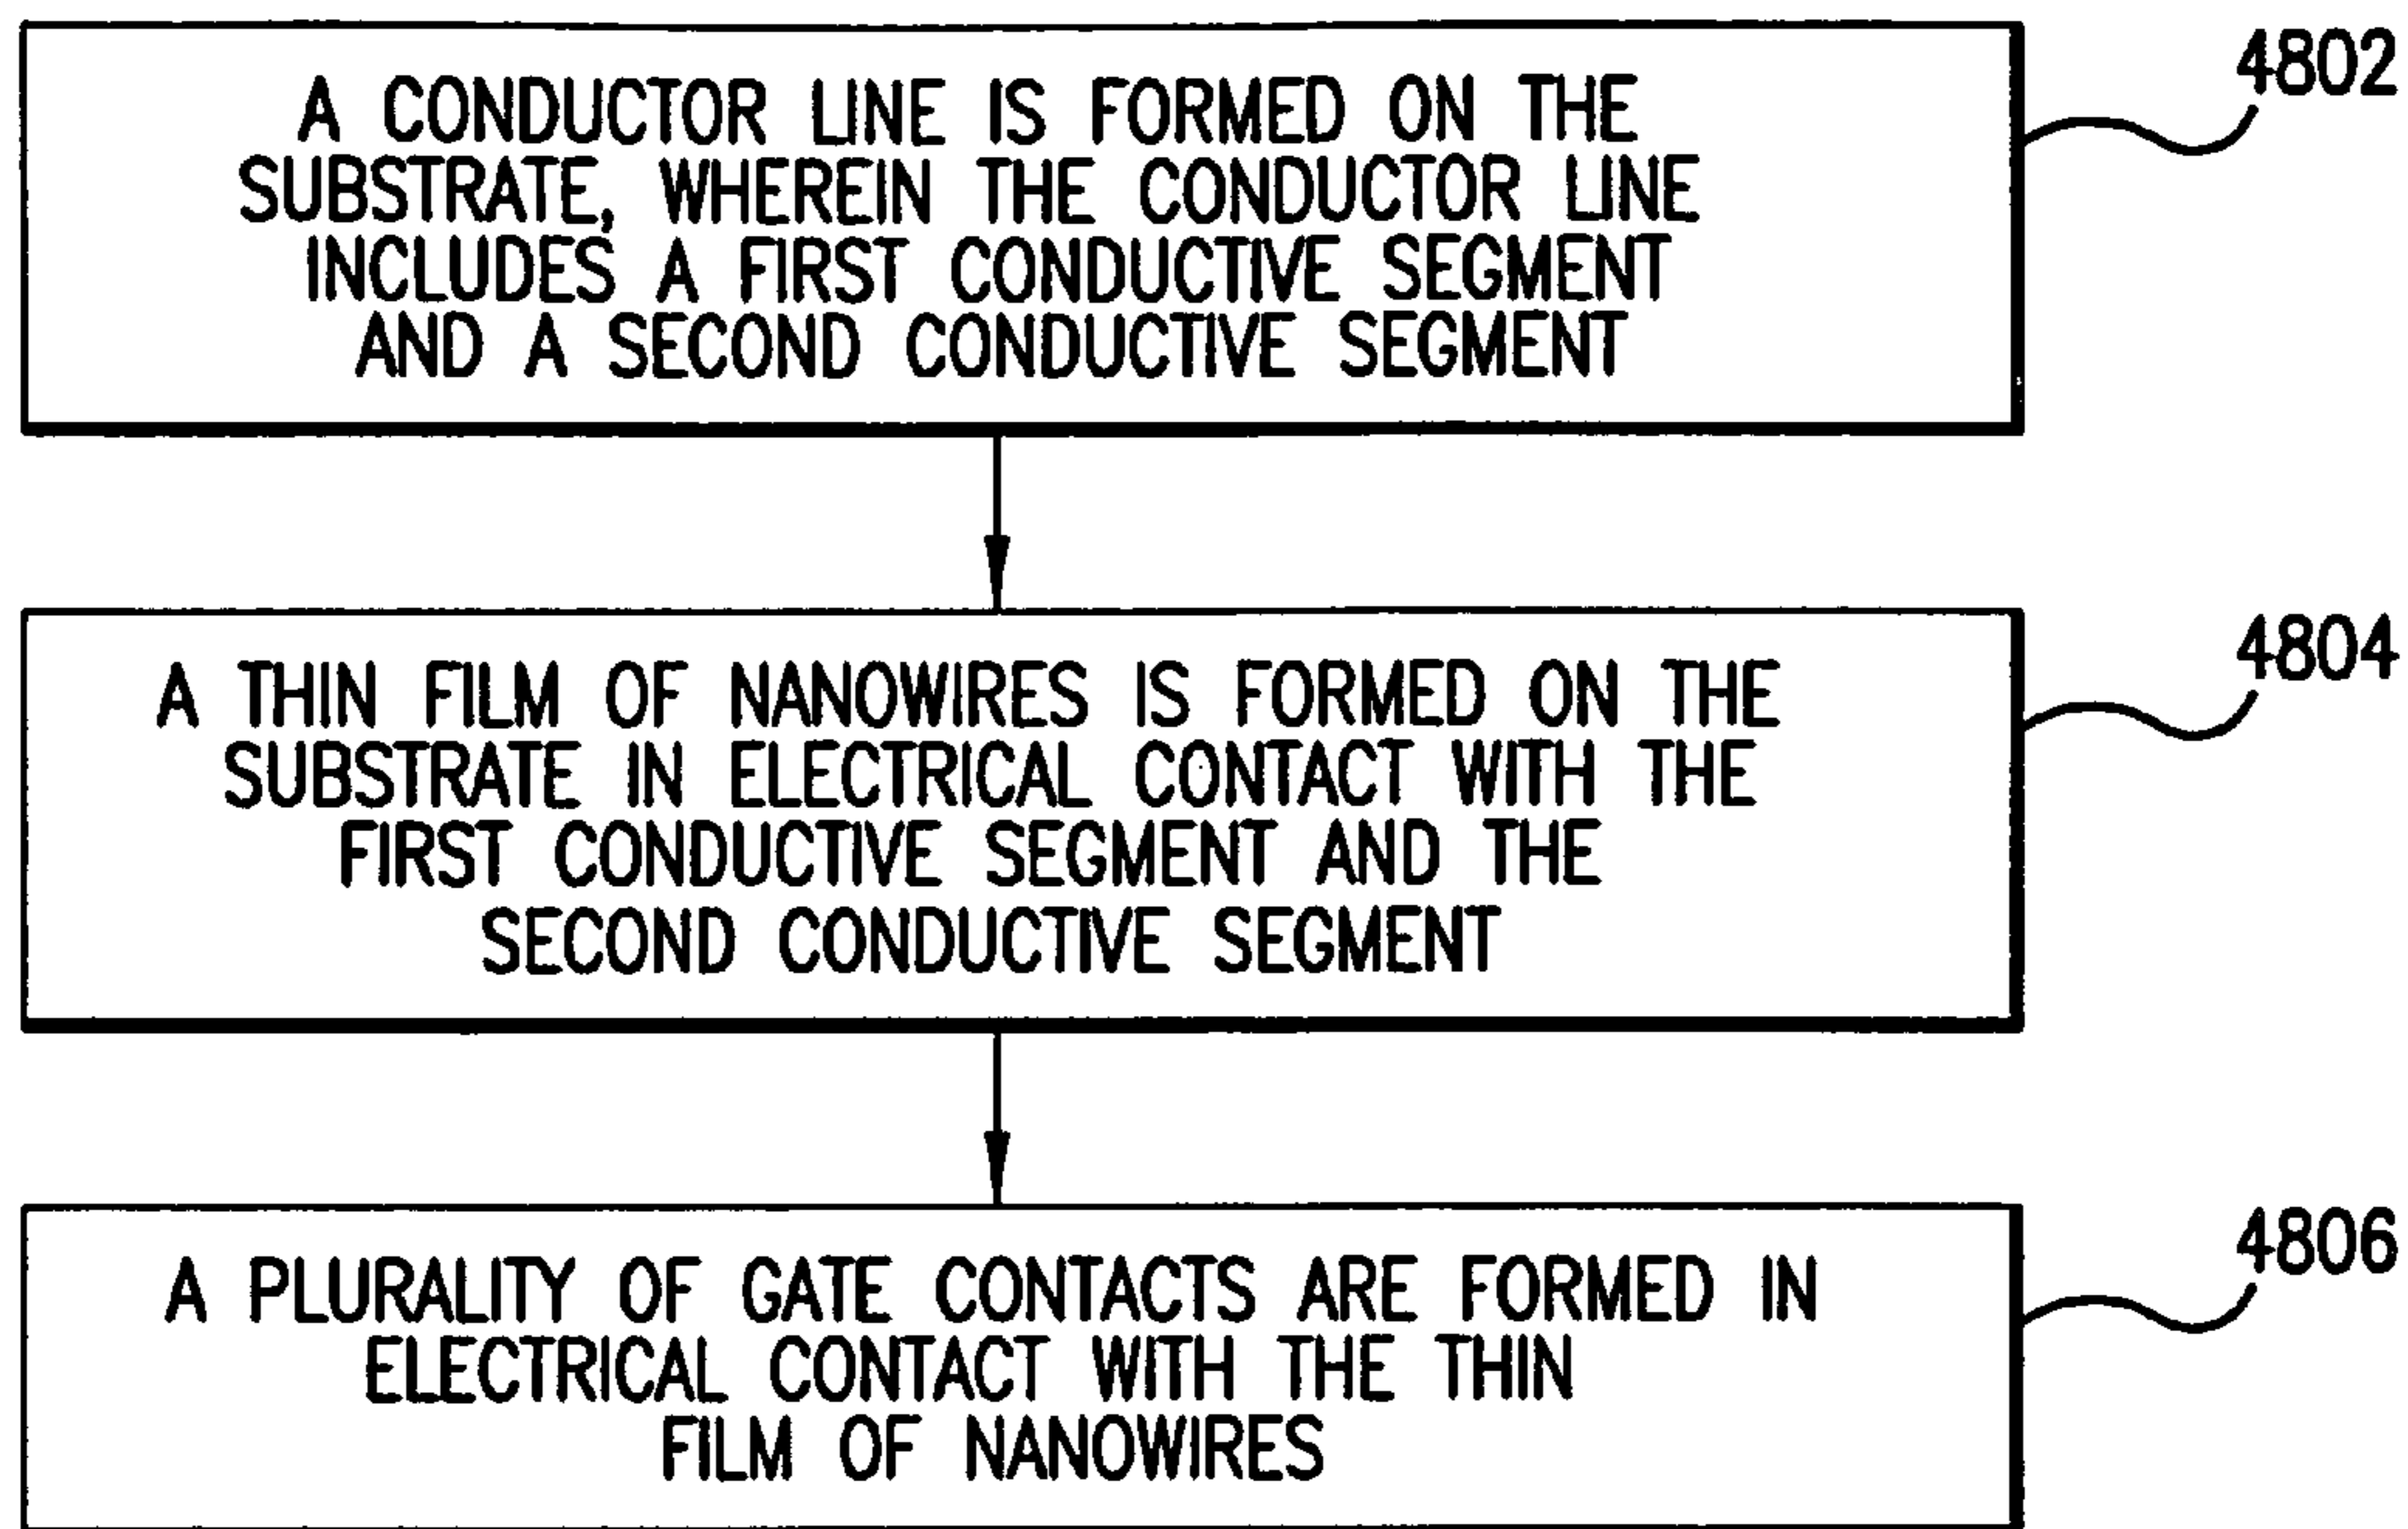 A CONDUCTOR LINE IS FORMED ON THE
SUBSTRATE, WHEREIN THE CONDUCTOR LINE
INCLUDES A FIRST CONDUCTIVE SEGMENT
AND A SECOND CONDUCTIVE SEGMENT
4802
A THIN FILM OF NANOWIRES IS FORMED ON THE
SUBSTRATE IN ELECTRICAL CONTACT WITH THE
FIRST CONDUCTIVE SEGMENT AND THE
SECOND CONDUCTIVE SEGMENT
4804
A PLURALITY OF GATE CONTACTS ARE FORMED IN
ELECTRICAL CONTACT WITH THE THIN
FILM OF NANOWIRES
4806